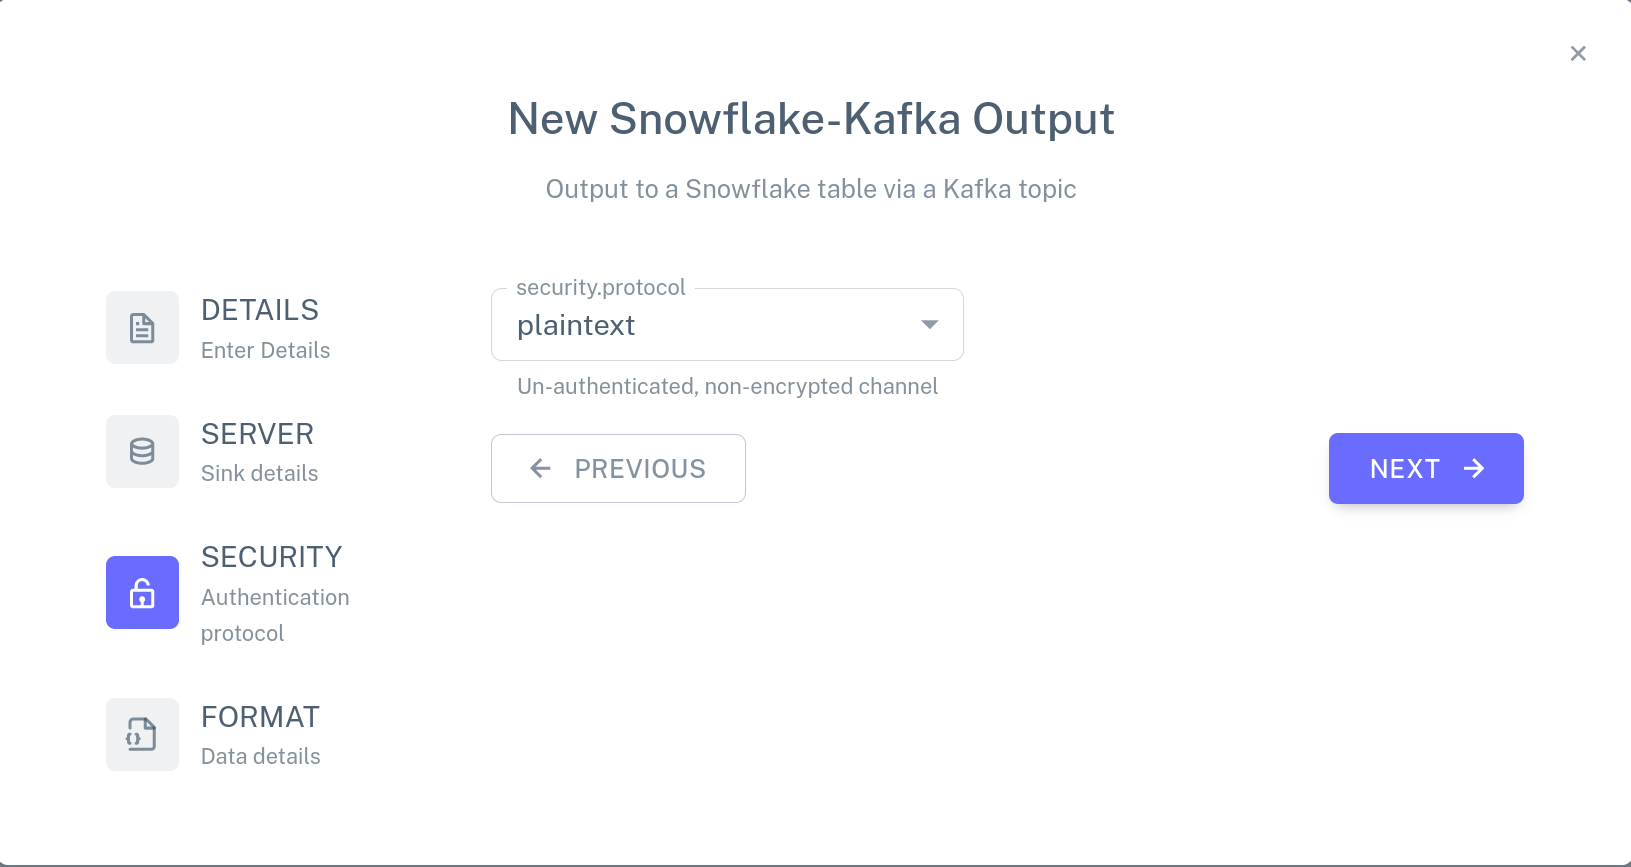 New Snowflake-Kafka Output
Output to a Snowflake table via a Kafka topic
DETAILS
Enter Details
SERVER
Sink details
SECURITY
Authentication
protocol
FORMAT
Data details
security.protocol
plaintext
Un-authenticated, non-encrypted channel
PREVIOUS
NEXT